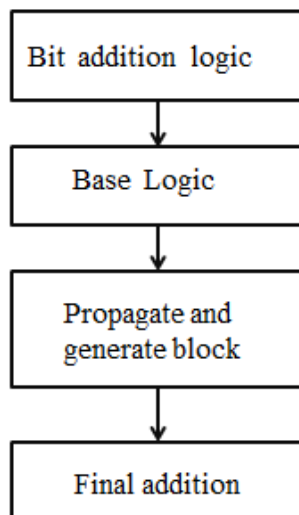 Bit addition logic
Base Logic
Propagate and
generate block
Final addition